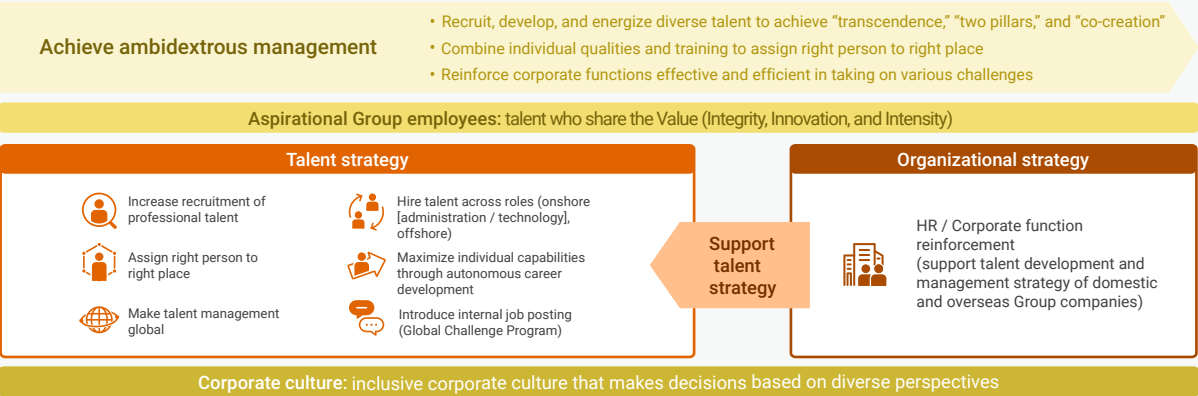 Achieve ambidextrous management
• Recruit, develop, and energize diverse talent to achieve “transcendence,” “two pillars,” and “co-creation”
• Combine individual qualities and training to assign right person to right place
• Reinforce corporate functions effective and efficient in taking on various challenges
Aspirational Group employees: talent who share the Value (Integrity, Innovation, and Intensity)
Talent strategy
Increase recruitment of
professional talent
Assign right person to
right place
Make talent management
global
Hire talent across roles (onshore
[administration / technology],
offshore)
Maximize individual capabilities
through autonomous career
development
Introduce internal job posting
(Global Challenge Program)
Support
talent
strategy
Organizational strategy
HR / Corporate function
reinforcement
(support talent development and
management strategy of domestic
and overseas Group companies)
Corporate culture: inclusive corporate culture that makes decisions based on diverse perspectives